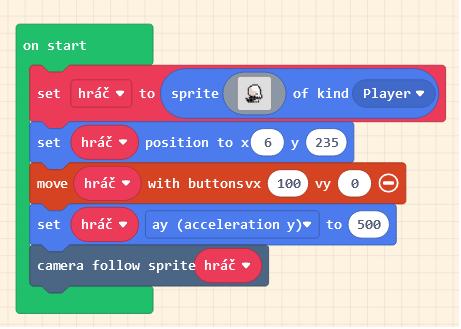 on start
set hráč to sprite of kind Player
set hráč position to x 6 y 235
move hráč with buttonsvx 100 vy 0
set hráč ay (acceleration y) to 500
camera follow sprite hráč